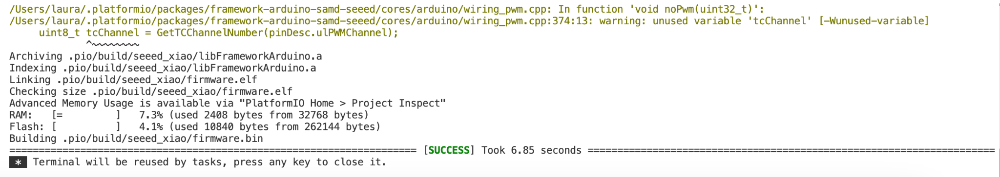 /Users/laura/.platformio/packages/framework-arduino-samd-seeed/cores/arduino/wiring_pwm.cpp: In function 'void noPwm(uint32_t)':
/Users/laura/.platformio/packages/framework-arduino-samd-seeed/cores/arduino/wiring_pwm.cpp:374:13: warning: unused variable 'tcChannel' [-Wunused-variable]
     uint8_t tcChannel = GetTCChannelNumber(pinDesc.ulPWMChannel);
             ^~~~~~~~~
Archiving .pio/build/seeed_xiao/libFrameworkArduino.a
Indexing .pio/build/seeed_xiao/libFrameworkArduino.a
Linking .pio/build/seeed_xiao/firmware.elf
Checking size .pio/build/seeed_xiao/firmware.elf
Advanced Memory Usage is available via "PlatformIO Home > Project Inspect"
RAM:   [=         ]   7.3% (used 2408 bytes from 32768 bytes)
Flash: [          ]   4.1% (used 10840 bytes from 262144 bytes)
Building .pio/build/seeed_xiao/firmware.bin
===================================================================== [SUCCESS] Took 6.85 seconds =====================================================================
 *  Terminal will be reused by tasks, press any key to close it.